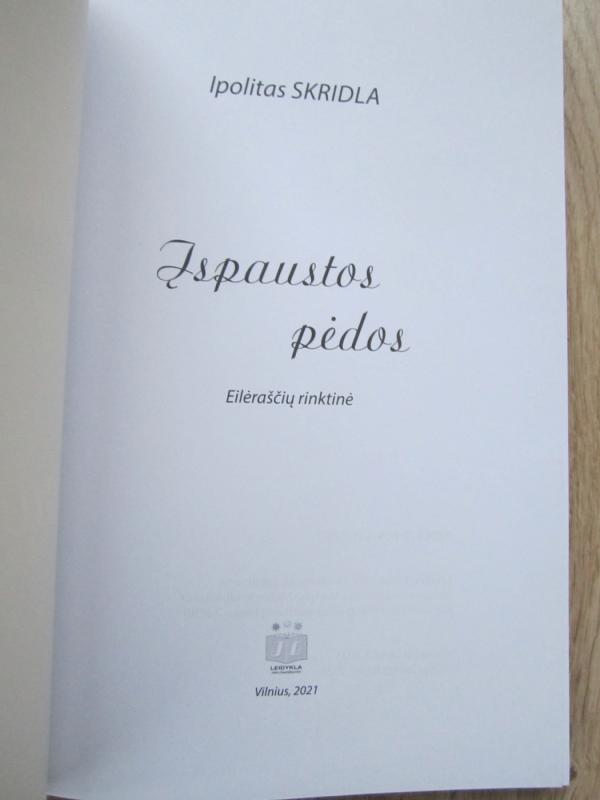 Ipolitas SKRIDLA
Įspaustos
pėdos
Eilėraščių rinktinė
LEIDYKLA
Vilnius, 2021